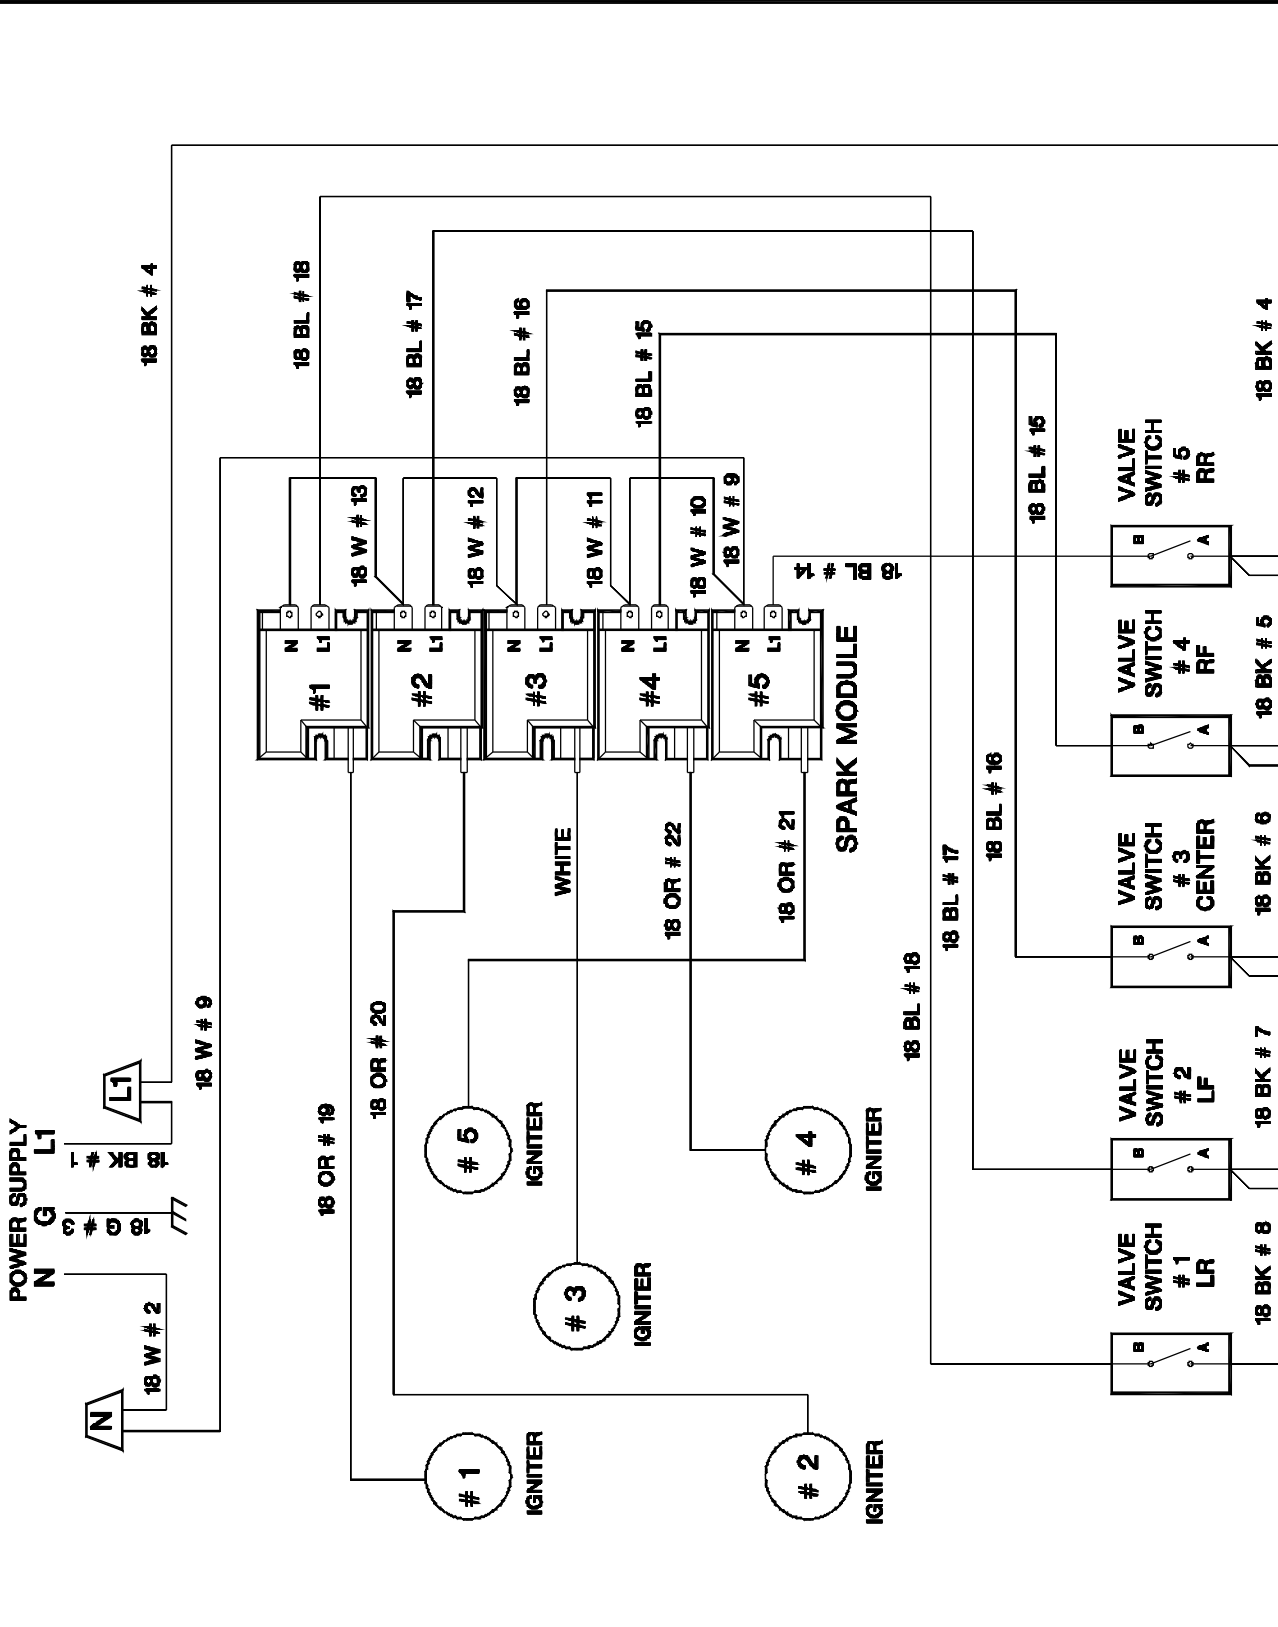 POWER SUPPLY
N
G
L1
18 W # 2
18 G # 3
18 BK # 1
N
L1
18 BK # 4
18 W # 9
18 BL # 18
18 BL # 17
18 BL # 16
18 BL # 15
18 W # 13
18 W # 12
18 W # 11
18 W # 10
18 W # 9
18 BL # 14
N
L1
#1
N
L1
#2
N
L1
#3
N
L1
#4
N
L1
#5
SPARK MODULE
18 OR # 19
18 OR # 20
WHITE
18 OR # 22
18 OR # 21
# 1
IGNITER
# 2
IGNITER
# 3
IGNITER
# 4
IGNITER
# 5
IGNITER
18 BL # 18
18 BL # 17
18 BL # 16
18 BL # 15
VALVE
SWITCH
# 1
LR
B
A
18 BK # 8
VALVE
SWITCH
# 2
LF
B
A
18 BK # 7
VALVE
SWITCH
# 3
CENTER
B
A
18 BK # 6
VALVE
SWITCH
# 4
RF
B
A
18 BK # 5
VALVE
SWITCH
# 5
RR
B
A
18 BK # 4